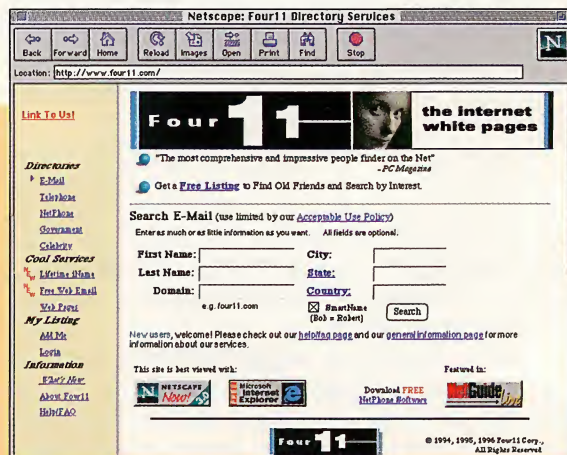 Netscape: Four11 Directory Services
Back Forward Home Reload Images Open Print Find Stop
N
Location: http://www.four11.com/
Link To Us!
Directories
E-Mail
Telephone
NetPhone
Government
Celebrity
Cool Services
NEW Lifetime iName
NEW Free Web Email
Web Pages
My Listing
Add Me
Login
Information
What's New
About Four11
Help/FAQ
Four 11
the internet
white pages
"The most comprehensive and impressive people finder on the Net"
- PC Magazine
Get a Free Listing to Find Old Friends and Search by Interest.
Search E-Mail (use limited by our Acceptable Use Policy)
Enter as much or as little information as you want. All fields are optional.
First Name: City:
Last Name: State:
Domain: Country:
e.g. four11.com SmartName
(Bob = Robert) Search
New users, welcome! Please check out our help/faq page and our general information page for more
information about our services.
This site is best viewed with: Featured in:
N NETSCAPE Now! 3.0
Microsoft Internet Explorer
Download FREE
NetPhone Software
NetGuide Live
Four 11
© 1994, 1995, 1996 Four11 Corp.,
All Rights Reserved